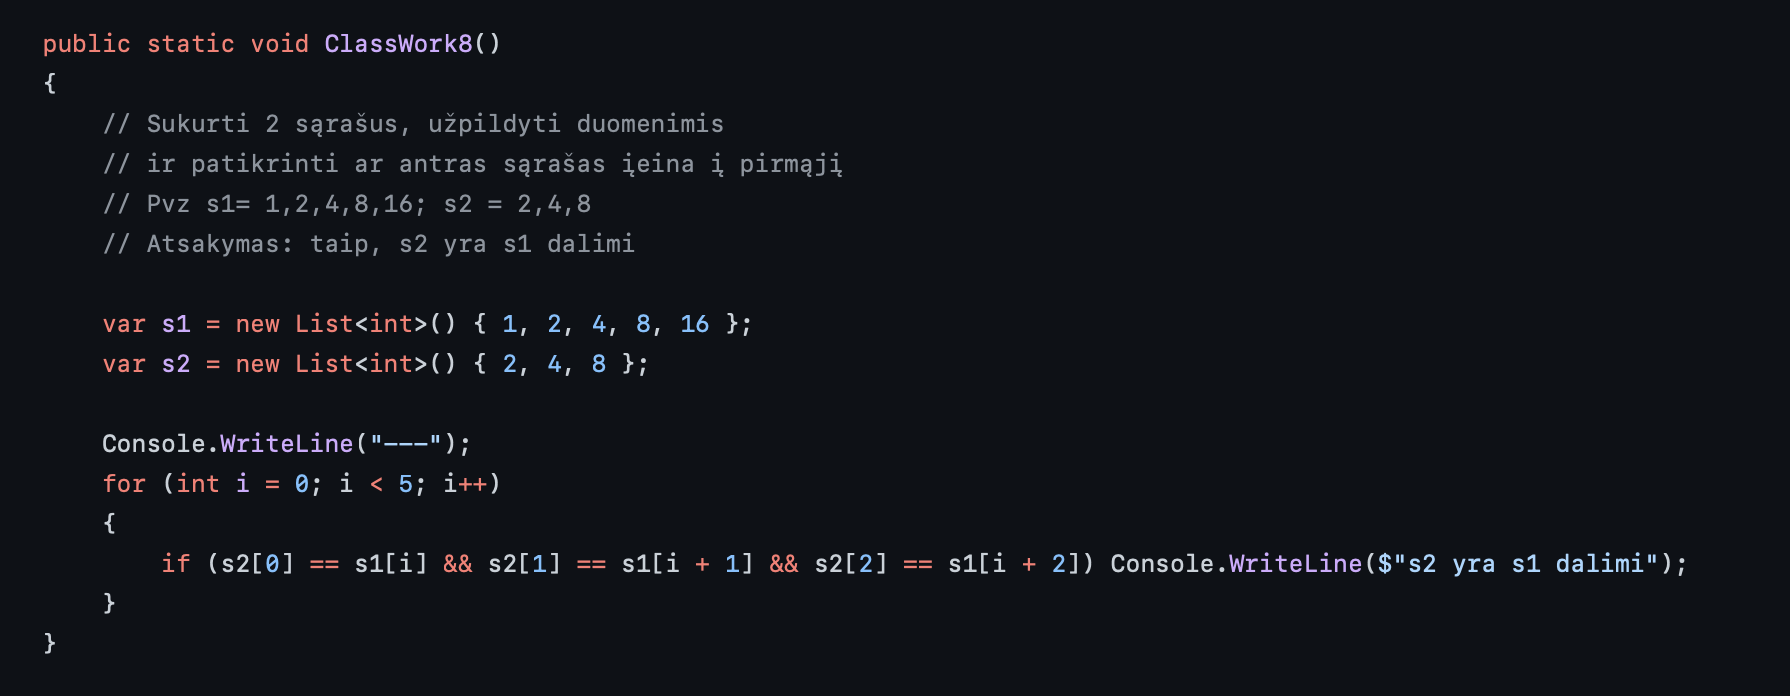 public static void ClassWork8()
{
    // Sukurti 2 sąrašus, užpildyti duomenimis
    // ir patikrinti ar antras sąrašas įeina į pirmąjį
    // Pvz s1= 1,2,4,8,16; s2 = 2,4,8
    // Atsakymas: taip, s2 yra s1 dalimi

    var s1 = new List<int>() { 1, 2, 4, 8, 16 };
    var s2 = new List<int>() { 2, 4, 8 };

    Console.WriteLine("---");
    for (int i = 0; i < 5; i++)
    {
        if (s2[0] == s1[i] && s2[1] == s1[i + 1] && s2[2] == s1[i + 2]) Console.WriteLine($"s2 yra s1 dalimi");
    }
}